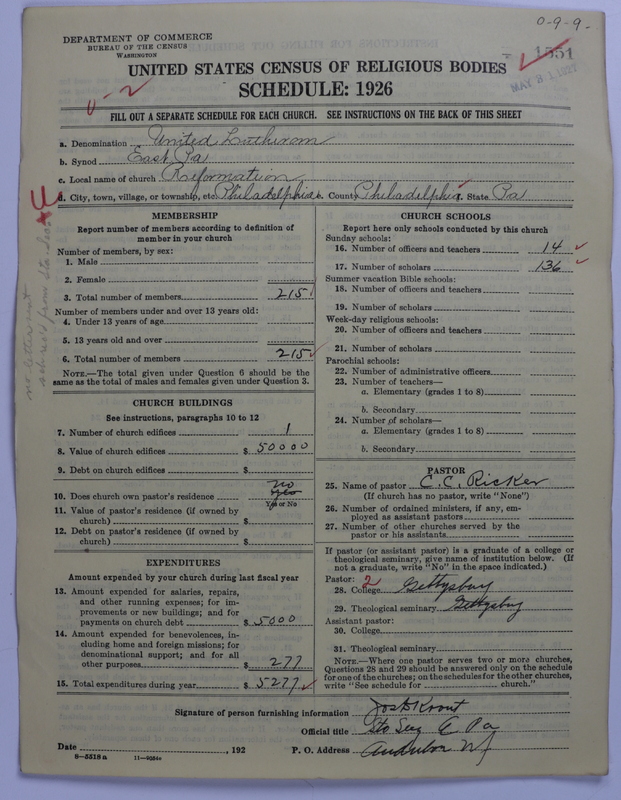 0-9-9-
DEPARTMENT OF COMMERCE
BUREAU OF THE CENSUS
WASHINGTON
1551
MAY 31 1927
UNITED STATES CENSUS OF RELIGIOUS BODIES
SCHEDULE: 1926
FILL OUT A SEPARATE SCHEDULE FOR EACH CHURCH. SEE INSTRUCTIONS ON THE BACK OF THIS SHEET
a. Denomination United Lutheran
b. Synod East Pa
c. Local name of church Reformation
d. City, town, village, or township, etc. Philadelphia County Philadelphia State Pa
MEMBERSHIP
Report number of members according to definition of
member in your church
Number of members, by sex:
1. Male
2. Female
3. Total number of members 215
Number of members under and over 13 years old:
4. Under 13 years of age
5. 13 years old and over
6. Total number of members 215
NOTE.—The total given under Question 6 should be the
same as the total of males and females given under Question 3.
CHURCH BUILDINGS
See instructions, paragraphs 10 to 12
7. Number of church edifices 1
8. Value of church edifices $ 50000
9. Debt on church edifices $
no
10. Does church own pastor's residence yes
Yes or No
11. Value of pastor's residence (if owned by
church) $
12. Debt on pastor's residence (if owned by
church) $
EXPENDITURES
Amount expended by your church during last fiscal year
13. Amount expended for salaries, repairs,
and other running expenses; for im-
provements or new buildings; and for
payments on church debt $ 5000
14. Amount expended for benevolences, in-
cluding home and foreign missions; for
denominational support; and for all
other purposes $ 277
15. Total expenditures during year $ 5277
CHURCH SCHOOLS
Report here only schools conducted by this church
Sunday schools:
16. Number of officers and teachers 14
17. Number of scholars 136
Summer vacation Bible schools:
18. Number of officers and teachers
19. Number of scholars
Week-day religious schools:
20. Number of officers and teachers
21. Number of scholars
Parochial schools:
22. Number of administrative officers
23. Number of teachers—
a. Elementary (grades 1 to 8)
b. Secondary
24. Number of scholars—
a. Elementary (grades 1 to 8)
b. Secondary
PASTOR
25. Name of pastor C. C. Ricker
(If church has no pastor, write "None")
26. Number of ordained ministers, if any, em-
ployed as assistant pastors
27. Number of other churches served by the
pastor or his assistants
If pastor (or assistant pastor) is a graduate of a college or
theological seminary, give name of institution below. (If
not a graduate, write "No" in the space indicated.)
Pastor: 2
28. College Gettysburg
29. Theological seminary Gettysburg
Assistant pastor:
30. College
31. Theological seminary
NOTE.—Where one pastor serves two or more churches,
Questions 28 and 29 should be answered only on the schedule
for one of the churches; on the schedules for the other churches,
write "See schedule for church."
Signature of person furnishing information Jos D Krout
Official title Sta Secy E Pa
Date , 192 P. O. Address Audubon NJ
8—5518a 11—9364